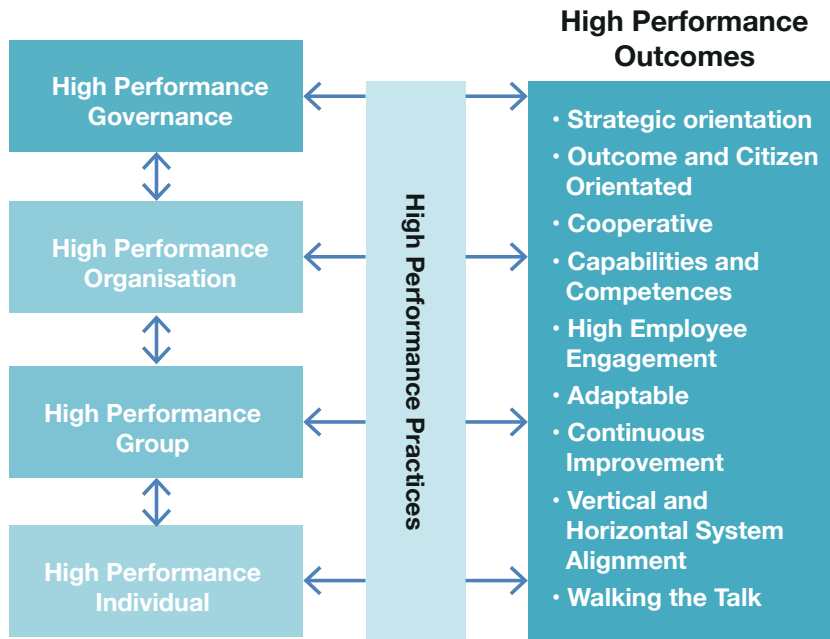 High Performance
Governance
High Performance
Organisation
High Performance
Group
High Performance
Individual
High Performance Practices
High Performance
Outcomes
· Strategic orientation
· Outcome and Citizen
Orientated
· Cooperative
· Capabilities and
Competences
· High Employee
Engagement
· Adaptable
· Continuous
Improvement
· Vertical and
Horizontal System
Alignment
· Walking the Talk